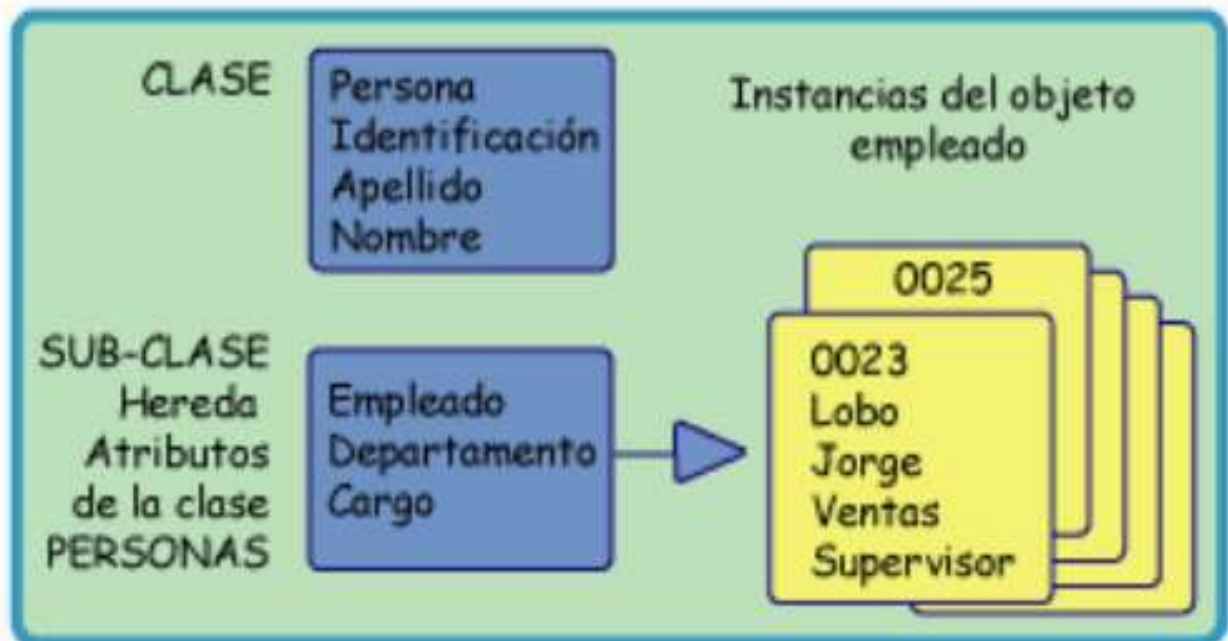 CLASE
Persona
Identificación
Apellido
Nombre
Instancias del objeto
empleado
SUB-CLASE
Hereda
Atributos
de la clase
PERSONAS
Empleado
Departamento
Cargo
0025
0023
Lobo
Jorge
Ventas
Supervisor